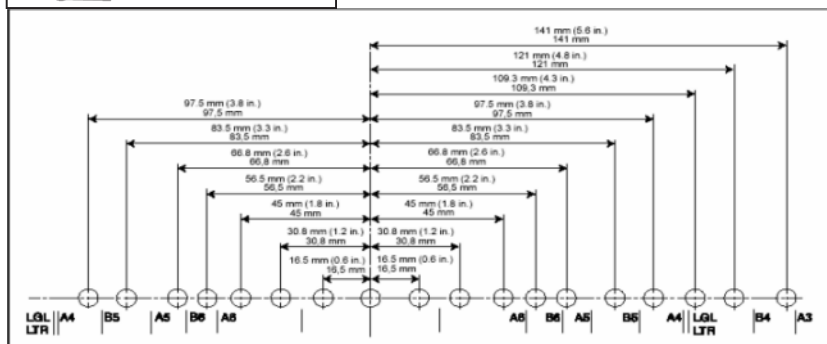 141 mm (5.6 in.)
141 mm
121 mm (4.8 in.)
121 mm
109.3 mm (4.3 in.)
109,3 mm
97.5 mm (3.8 in.)
97,5 mm
97.5 mm (3.8 in.)
97,5 mm
83.5 mm (3.3 in.)
83,5 mm
83.5 mm (3.3 in.)
83,5 mm
66.8 mm (2.6 in.)
66,8 mm
66.8 mm (2.6 in.)
66,8 mm
56.5 mm (2.2 in.)
56,5 mm
56.5 mm (2.2 in.)
56,5 mm
45 mm (1.8 in.)
45 mm
45 mm (1.8 in.)
45 mm
30.8 mm (1.2 in.)
30,8 mm
30.8 mm (1.2 in.)
30,8 mm
16.5 mm (0.6 in.)
16,5 mm
16.5 mm (0.6 in.)
16,5 mm
LGL A4 B5 A5 B6 A6 A6 B6 A5 B5 A4 LGL B4 A3
LTR LTR